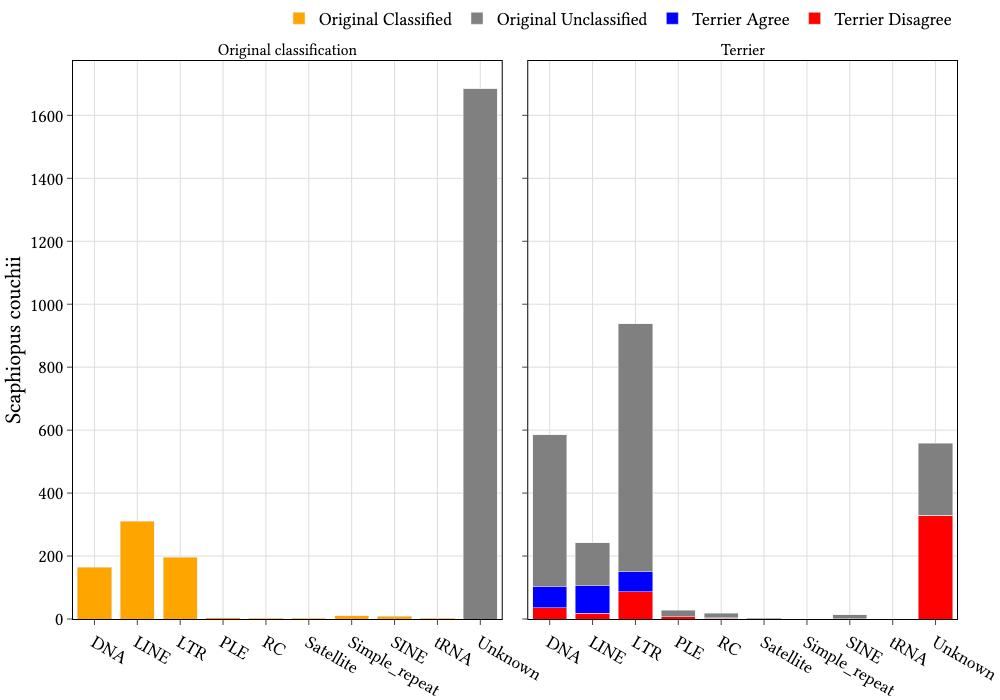 Original Classified Original Unclassified Terrier Agree Terrier Disagree
Original classification Terrier
Scaphiopus couchii
1600
1400
1200
1000
800
600
400
200
0
DNA LINE LTR PLE RC Satellite Simple_repeat SINE tRNA Unknown DNA LINE LTR PLE RC Satellite Simple_repeat SINE tRNA Unknown